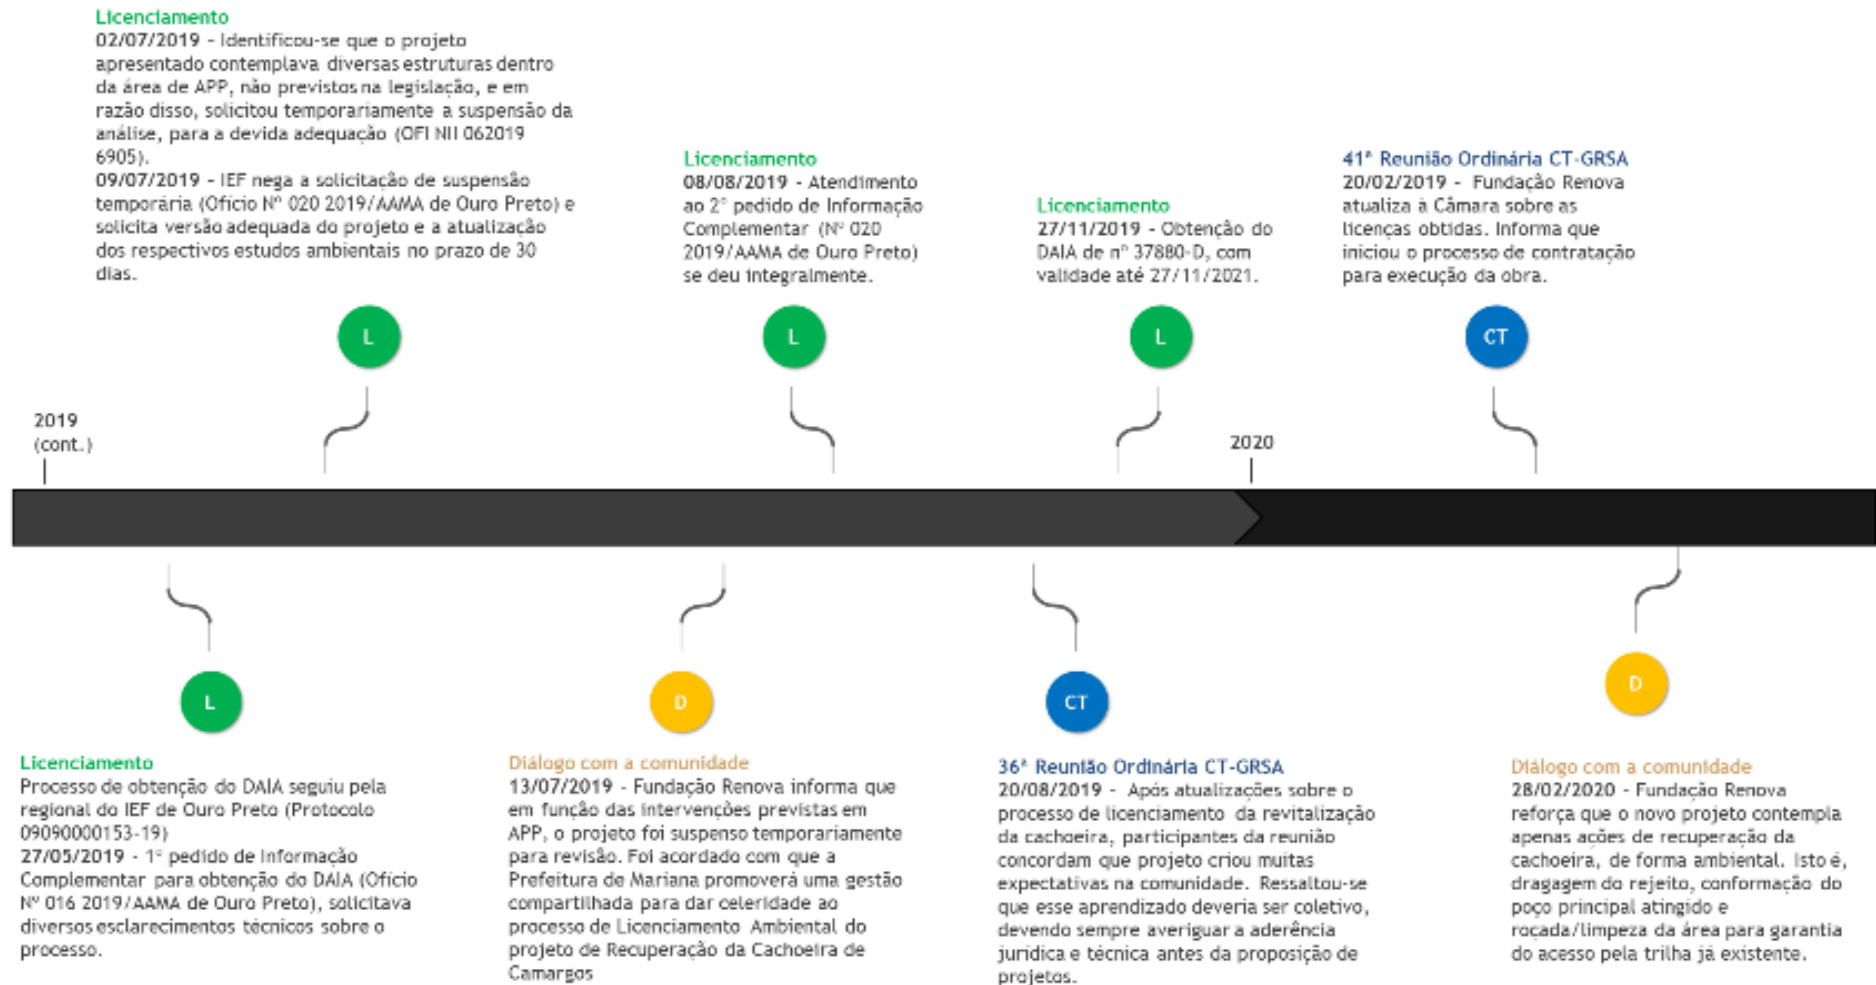 Licenciamento
02/07/2019 - Identificou-se que o projeto
apresentado contemplava diversas estruturas dentro
da área de APP, não previstos na legislação, e em
razão disso, solicitou temporariamente a suspensão da
análise, para a devida adequação (OFI NII 062019
6905).
09/07/2019 - IEF nega a solicitação de suspensão
temporária (Ofício Nº 020 2019/AAMA de Ouro Preto) e
solicita versão adequada do projeto e a atualização
dos respectivos estudos ambientais no prazo de 30
dias.
Licenciamento
08/08/2019 - Atendimento
ao 2º pedido de Informação
Complementar (Nº 020
2019/AAMA de Ouro Preto)
se deu integralmente.
Licenciamento
27/11/2019 - Obtenção do
DAIA de nº 37880-D, com
validade até 27/11/2021.
41ª Reunião Ordinária CT-GRSA
20/02/2019 - Fundação Renova
atualiza à Câmara sobre as
licenças obtidas. Informa que
iniciou o processo de contratação
para execução da obra.
L
L
L
CT
2019
(cont.)
2020
L
D
CT
D
Licenciamento
Processo de obtenção do DAIA seguiu pela
regional do IEF de Ouro Preto (Protocolo
09090000153-19)
27/05/2019 - 1º pedido de Informação
Complementar para obtenção do DAIA (Ofício
Nº 016 2019/AAMA de Ouro Preto), solicitava
diversos esclarecimentos técnicos sobre o
processo.
Diálogo com a comunidade
13/07/2019 - Fundação Renova informa que
em função das intervenções previstas em
APP, o projeto foi suspenso temporariamente
para revisão. Foi acordado com que a
Prefeitura de Mariana promoverá uma gestão
compartilhada para dar celeridade ao
processo de Licenciamento Ambiental do
projeto de Recuperação da Cachoeira de
Camargos
36ª Reunião Ordinária CT-GRSA
20/08/2019 - Após atualizações sobre o
processo de licenciamento da revitalização
da cachoeira, participantes da reunião
concordam que projeto criou muitas
expectativas na comunidade. Ressaltou-se
que esse aprendizado deveria ser coletivo,
devendo sempre averiguar a aderência
jurídica e técnica antes da proposição de
projetos.
Diálogo com a comunidade
28/02/2020 - Fundação Renova
reforça que o novo projeto contempla
apenas ações de recuperação da
cachoeira, de forma ambiental. Isto é,
dragagem do rejeito, conformação do
poço principal atingido e
roçada/limpeza da área para garantia
do acesso pela trilha já existente.